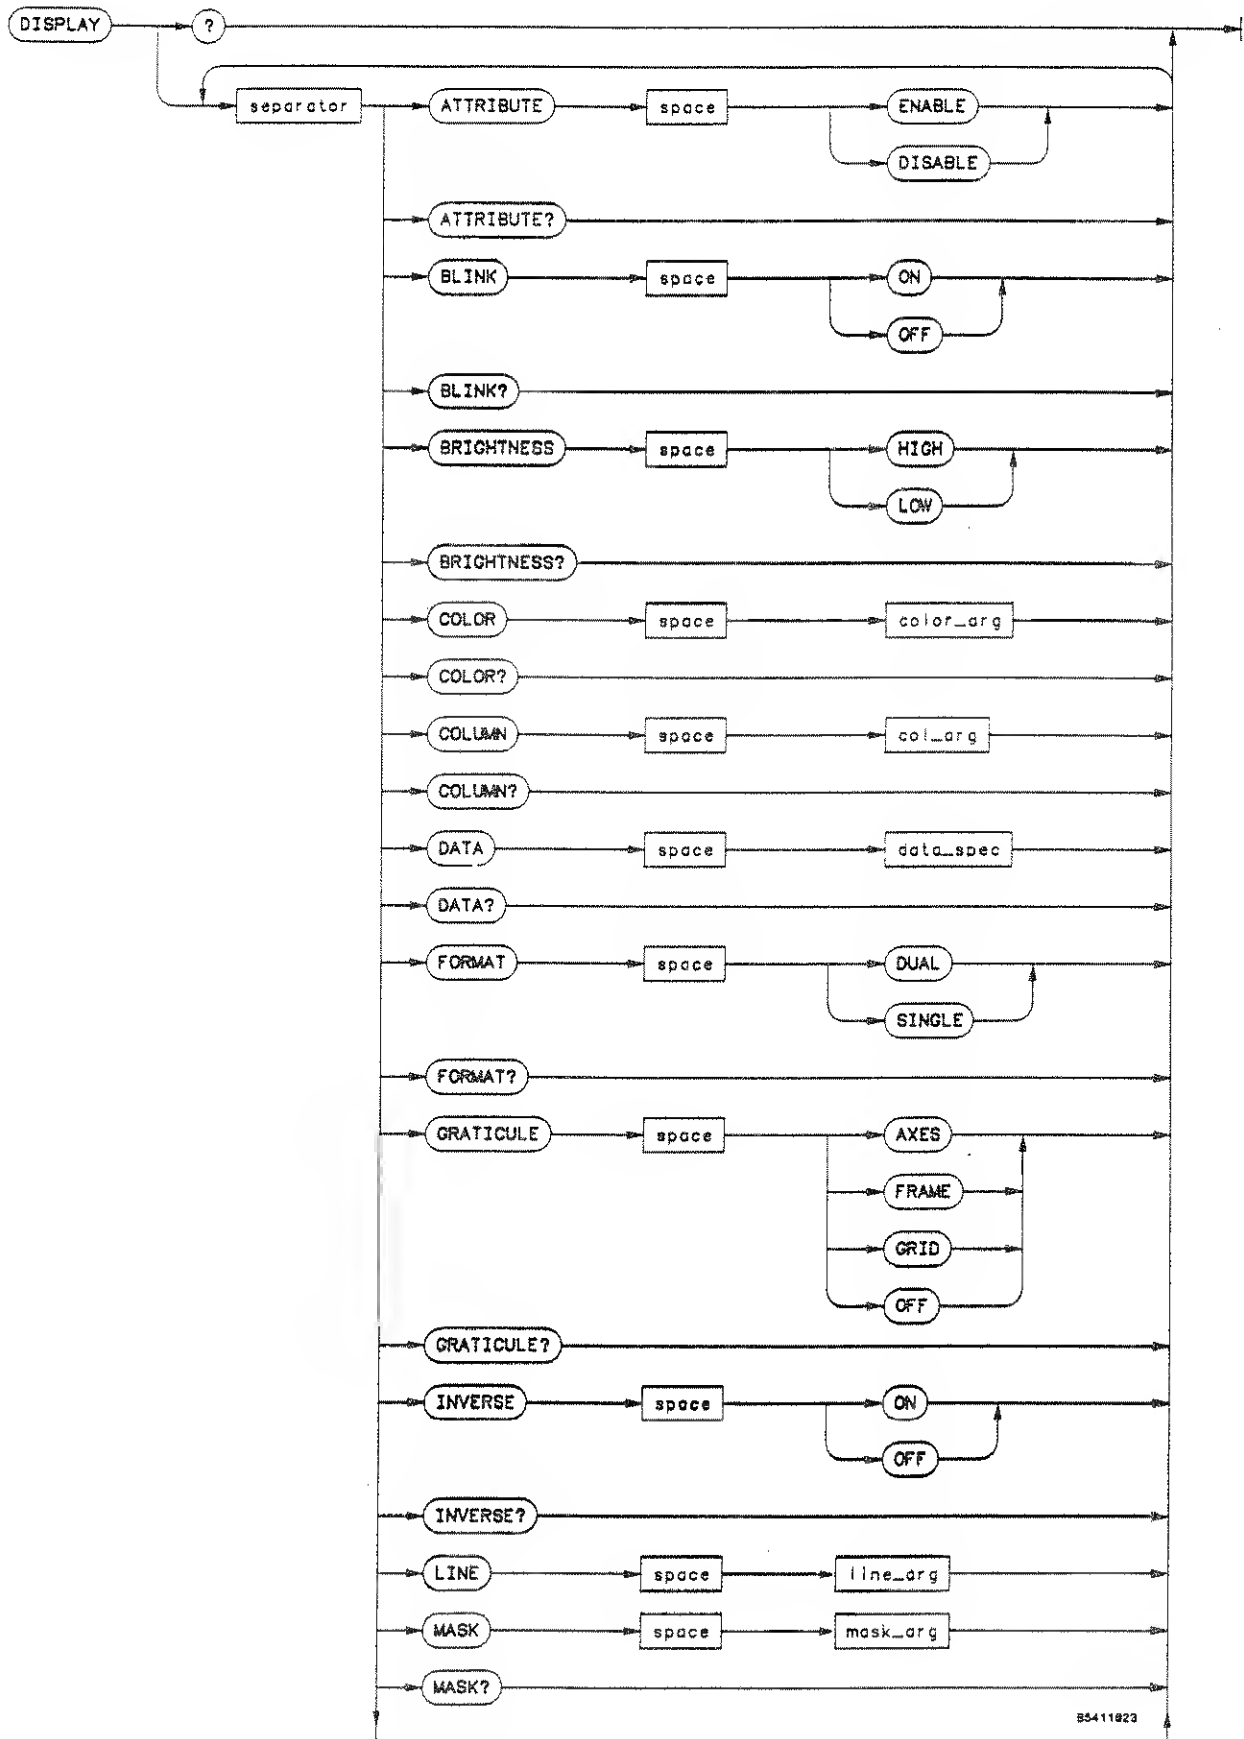 DISPLAY ?
separator ATTRIBUTE space ENABLE
DISABLE
ATTRIBUTE?
BLINK space ON
OFF
BLINK?
BRIGHTNESS space HIGH
LOW
BRIGHTNESS?
COLOR space color_arg
COLOR?
COLUMN space col_arg
COLUMN?
DATA space data_spec
DATA?
FORMAT space DUAL
SINGLE
FORMAT?
GRATICULE space AXES
FRAME
GRID
OFF
GRATICULE?
INVERSE space ON
OFF
INVERSE?
LINE space line_arg
MASK space mask_arg
MASK?
85411823